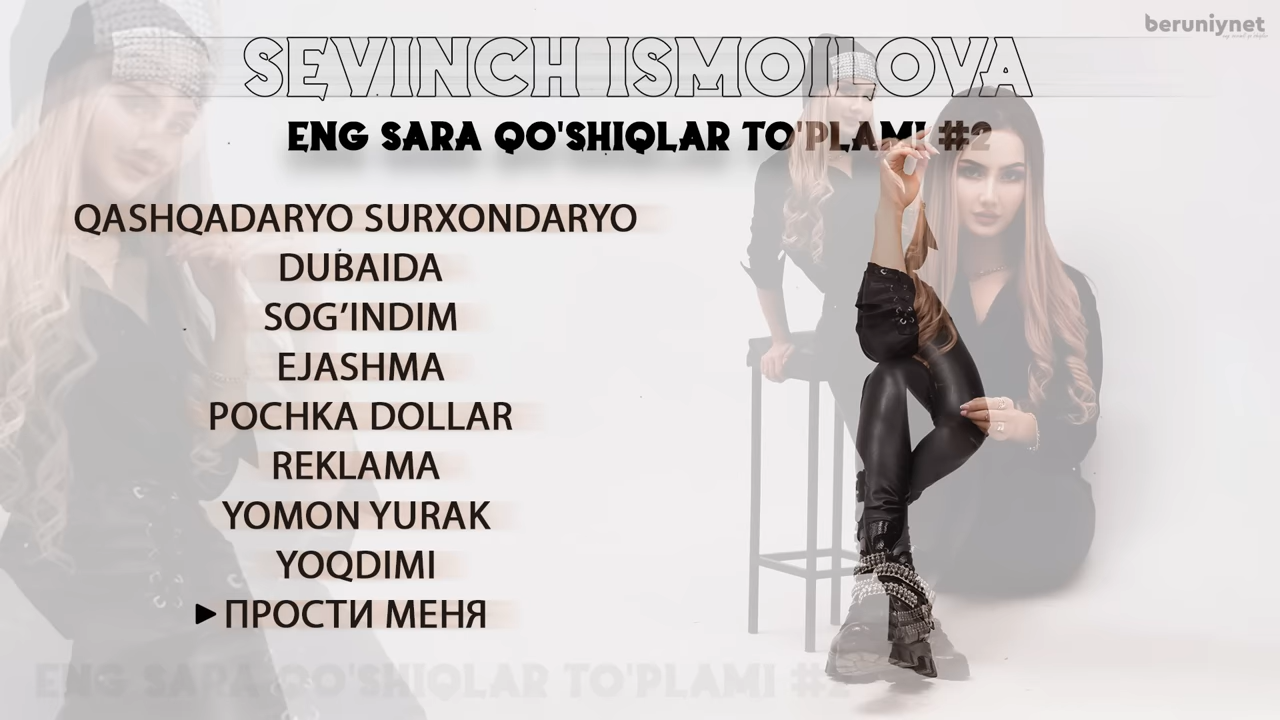 beruniynet
SEVINCH ISMOILOVA
ENG SARA QO'SHIQLAR TO'PLAMI #2
QASHQADARYO SURXONDARYO
DUBAIDA
SOG’INDIM
EJASHMA
POCHKA DOLLAR
REKLAMA
YOMON YURAK
YOQDIMI
ПРОСТИ МЕНЯ
ENG SARA QO'SHIQLAR TO'PLAMI #2